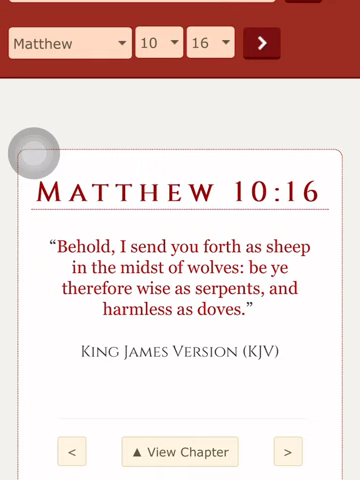 Matthew 10 16
Matthew 10:16
“Behold, I send you forth as sheep
in the midst of wolves: be ye
therefore wise as serpents, and
harmless as doves.”
King James Version (KJV)
< ▲ View Chapter >